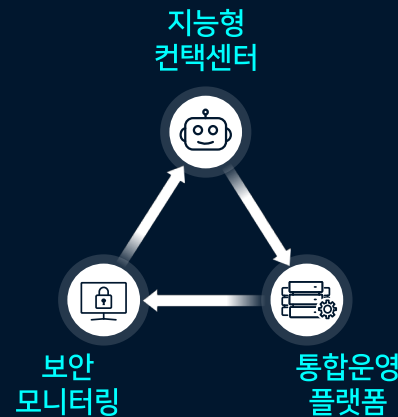 지능형
컨택센터
보안
모니터링
통합운영
플랫폼